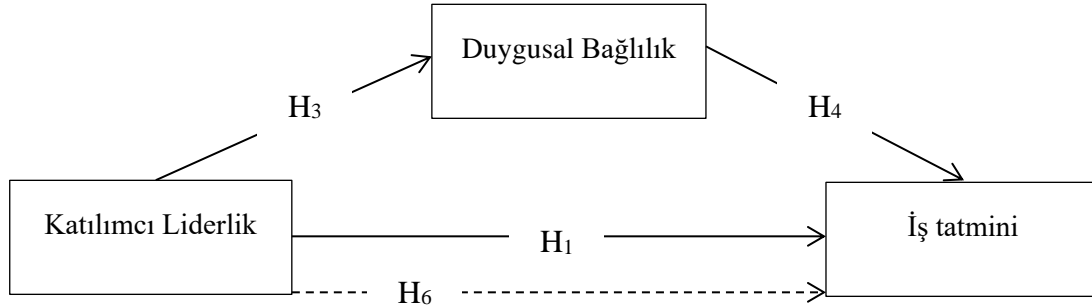 Duygusal Bağlılık
H3
H4
Katılımcı Liderlik
İş tatmini
H1
H6